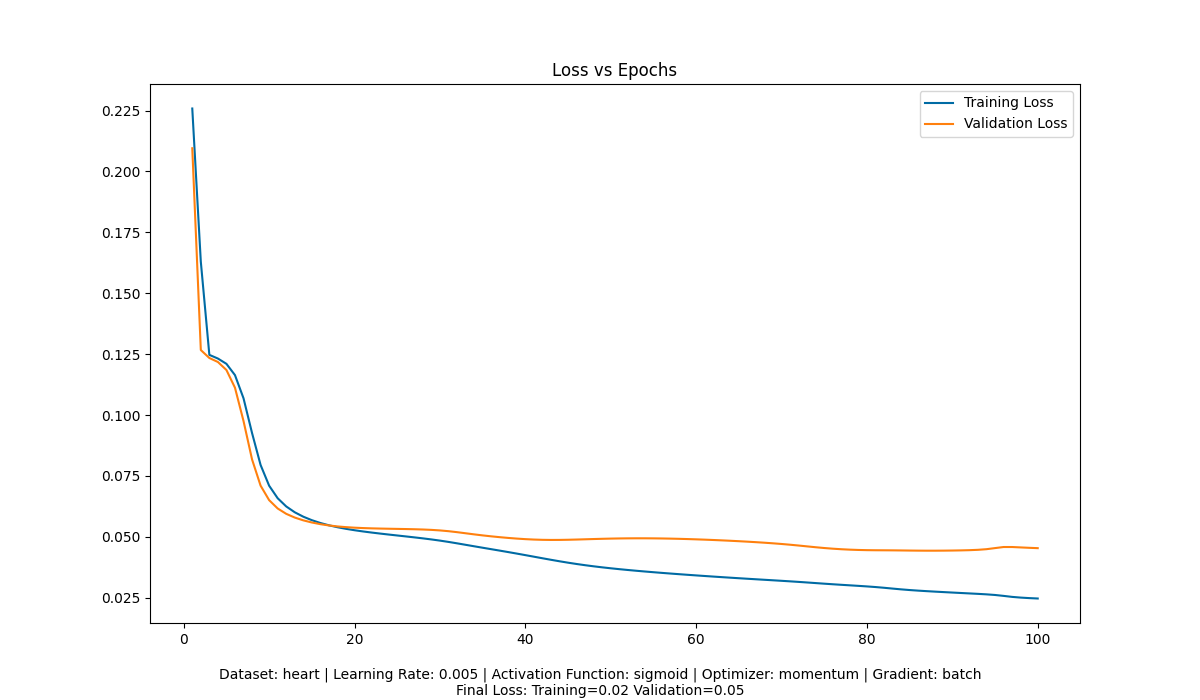 Loss vs Epochs
Training Loss
Validation Loss
0.225
0.200
0.175
0.150
0.125
0.100
0.075
0.050
0.025
0 20 40 60 80 100
Dataset: heart | Learning Rate: 0.005 | Activation Function: sigmoid | Optimizer: momentum | Gradient: batch
Final Loss: Training=0.02 Validation=0.05